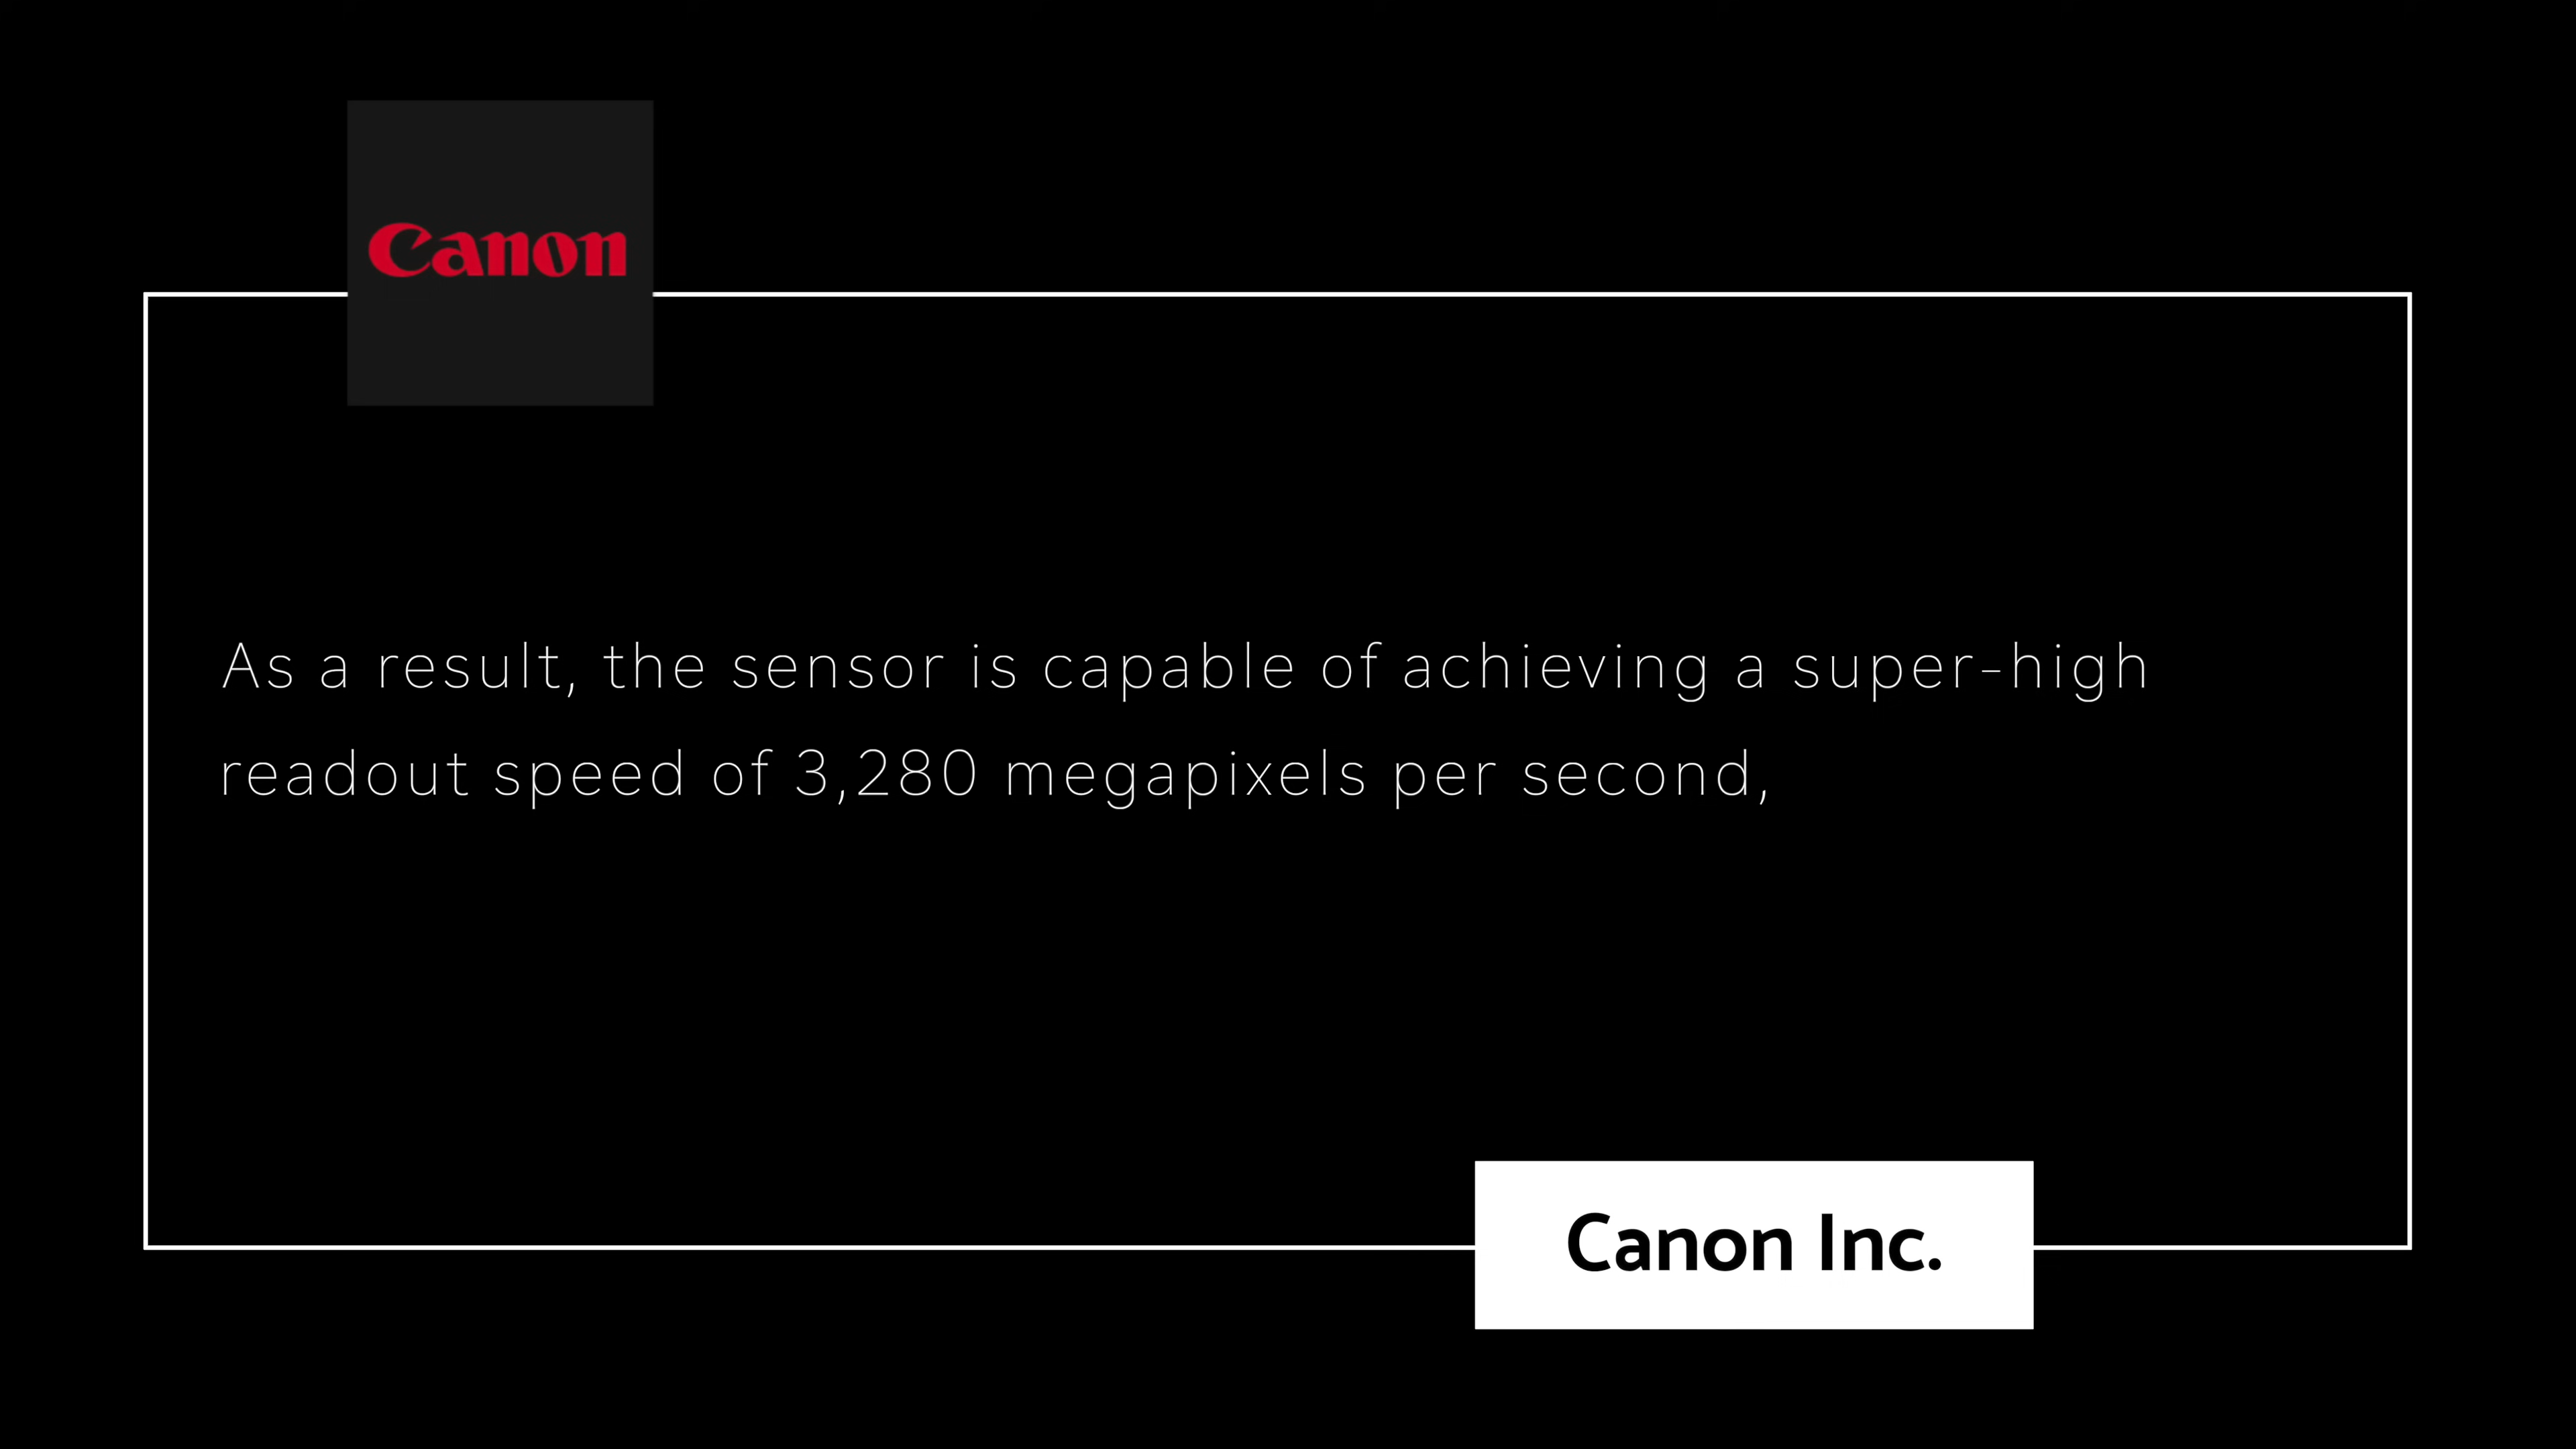 Canon
As a result, the sensor is capable of achieving a super-high
readout speed of 3,280 megapixels per second,
Canon Inc.